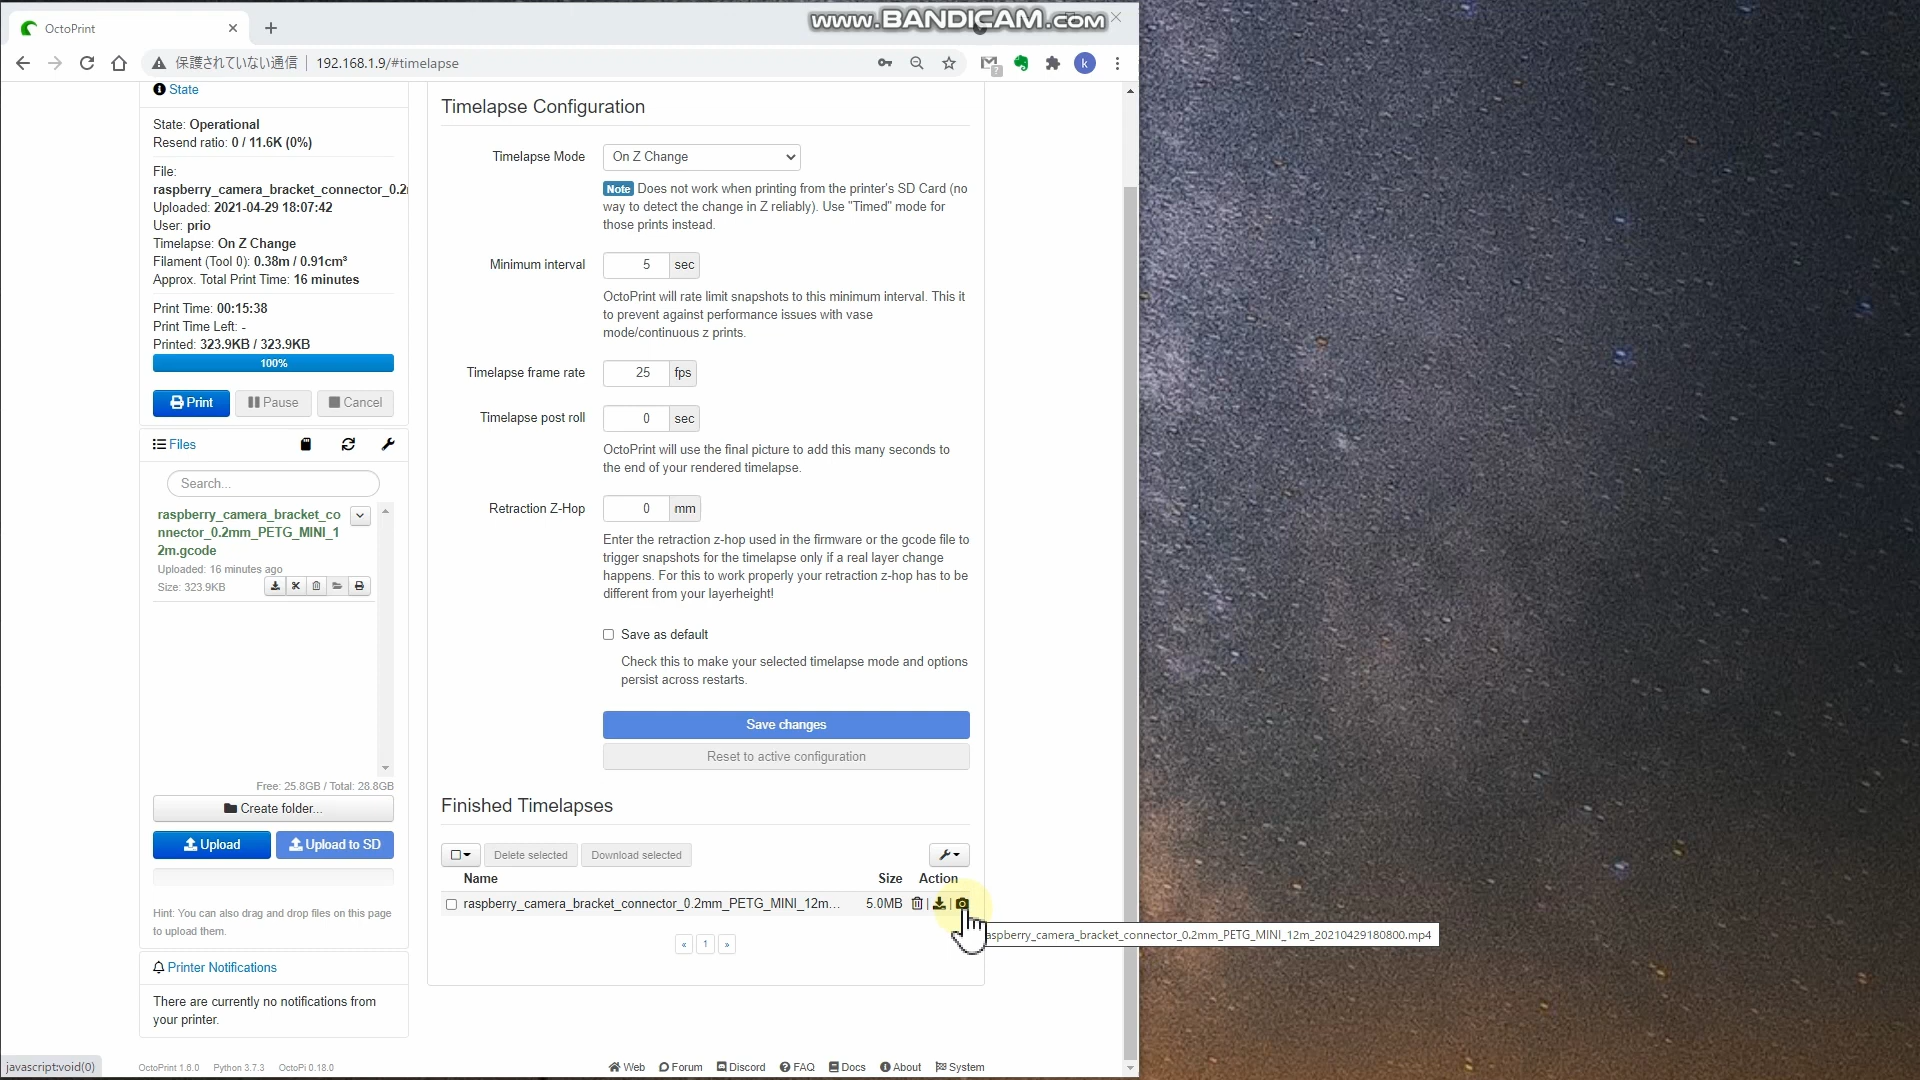 OctoPrint
www.BANDICAM.com
保護されていない通信
192.168.1.9/#timelapse
k
State
State: Operational
Resend ratio: 0 / 11.6K (0%)
File:
raspberry_camera_bracket_connector_0.2
Uploaded: 2021-04-29 18:07:42
User: prio
Timelapse: On Z Change
Filament (Tool 0): 0.38m / 0.91cm³
Approx. Total Print Time: 16 minutes
Print Time: 00:15:38
Print Time Left: -
Printed: 323.9KB / 323.9KB
100%
Print
Pause
Cancel
Files
Search...
raspberry_camera_bracket_co
nnector_0.2mm_PETG_MINI_1
2m.gcode
Uploaded: 16 minutes ago
Size: 323.9KB
Free: 25.8GB / Total: 28.8GB
Create folder...
Upload
Upload to SD
Hint: You can also drag and drop files on this page
to upload them.
Printer Notifications
There are currently no notifications from
your printer.
Timelapse Configuration
Timelapse Mode
On Z Change
Note Does not work when printing from the printer's SD Card (no
way to detect the change in Z reliably). Use "Timed" mode for
those prints instead.
Minimum interval
5 sec
OctoPrint will rate limit snapshots to this minimum interval. This it
to prevent against performance issues with vase
mode/continuous z prints.
Timelapse frame rate
25 fps
Timelapse post roll
0 sec
OctoPrint will use the final picture to add this many seconds to
the end of your rendered timelapse.
Retraction Z-Hop
0 mm
Enter the retraction z-hop used in the firmware or the gcode file to
trigger snapshots for the timelapse only if a real layer change
happens. For this to work properly your retraction z-hop has to be
different from your layerheight!
Save as default
Check this to make your selected timelapse mode and options
persist across restarts.
Save changes
Reset to active configuration
Finished Timelapses
Delete selected
Download selected
Name
Size
Action
raspberry_camera_bracket_connector_0.2mm_PETG_MINI_12m...
5.0MB
« 1 »
aspberry_camera_bracket_connector_0.2mm_PETG_MINI_12m_20210429180800.mp4
javascript:void(0)
OctoPrint 1.6.0
Python 3.7.3
OctoPi 0.18.0
Web
Forum
Discord
FAQ
Docs
About
System